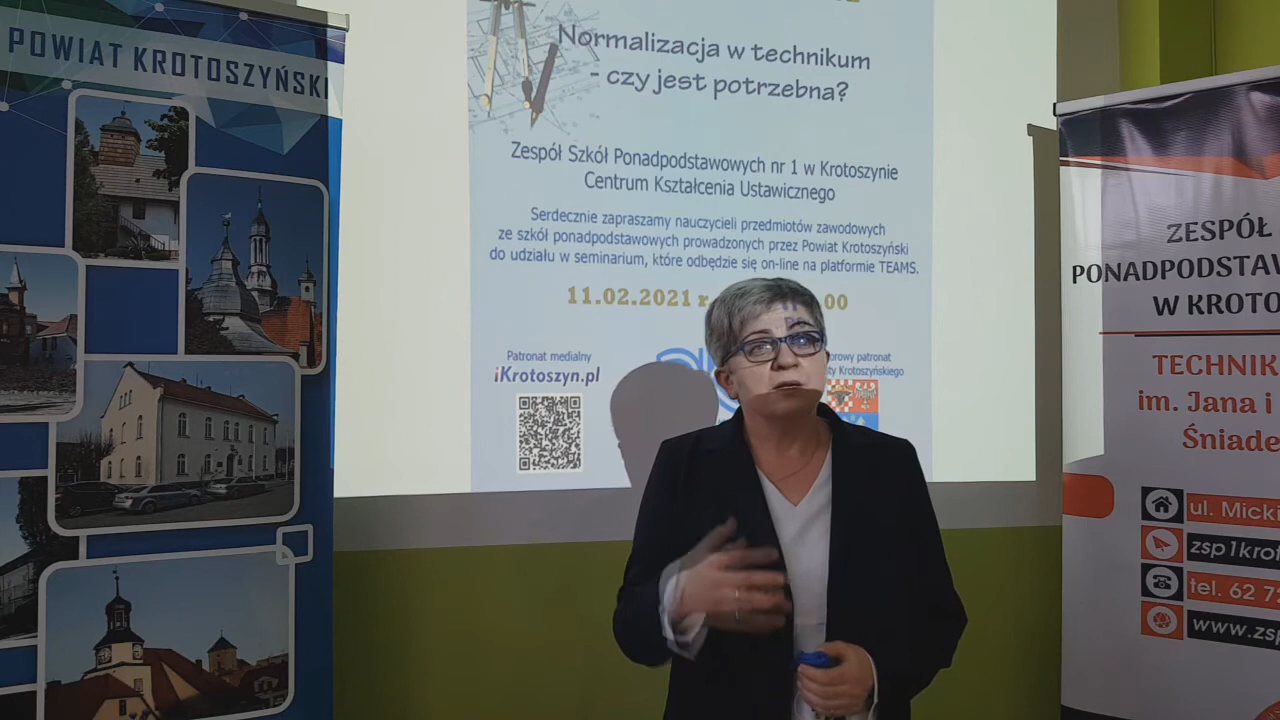 POWIAT KROTOSZYŃSKI
Normalizacja w technikum
- czy jest potrzebna?
Zespół Szkół Ponadpodstawowych nr 1 w Krotoszynie
Centrum Kształcenia Ustawicznego
Serdecznie zapraszamy nauczycieli przedmiotów zawodowych
ze szkół ponadpodstawowych prowadzonych przez Powiat Krotoszyński
do udziału w seminarium, które odbędzie się on-line na platformie TEAMS.
11.02.2021 r. 00
Patronat medialny
iKrotoszyn.pl
patronat
Krotoszyńskiego
ZESPÓŁ
PONADPODSTAW
W KROTO
TECHNIK
im. Jana i
Śniade
ul. Micki
zsp1kro
tel. 62 72
www.zsp